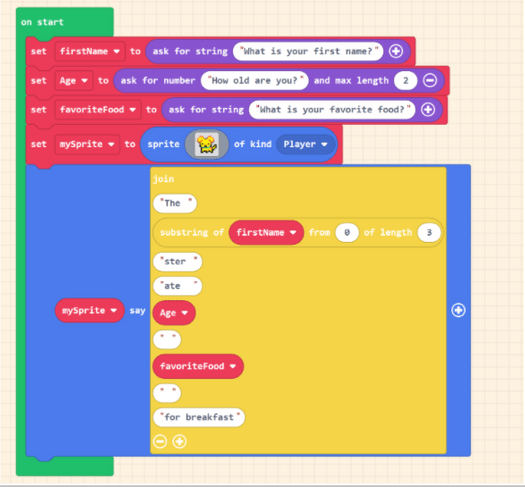 on start
set firstName to ask for string "What is your first name?"
set Age to ask for number "How old are you?" and max length 2
set favoriteFood to ask for string "What is your favorite food?"
set mySprite to sprite of kind Player
join
"The "
substring of firstName from 0 of length 3
"ster "
"ate  "
mySprite say Age
" "
favoriteFood
" "
"for breakfast"